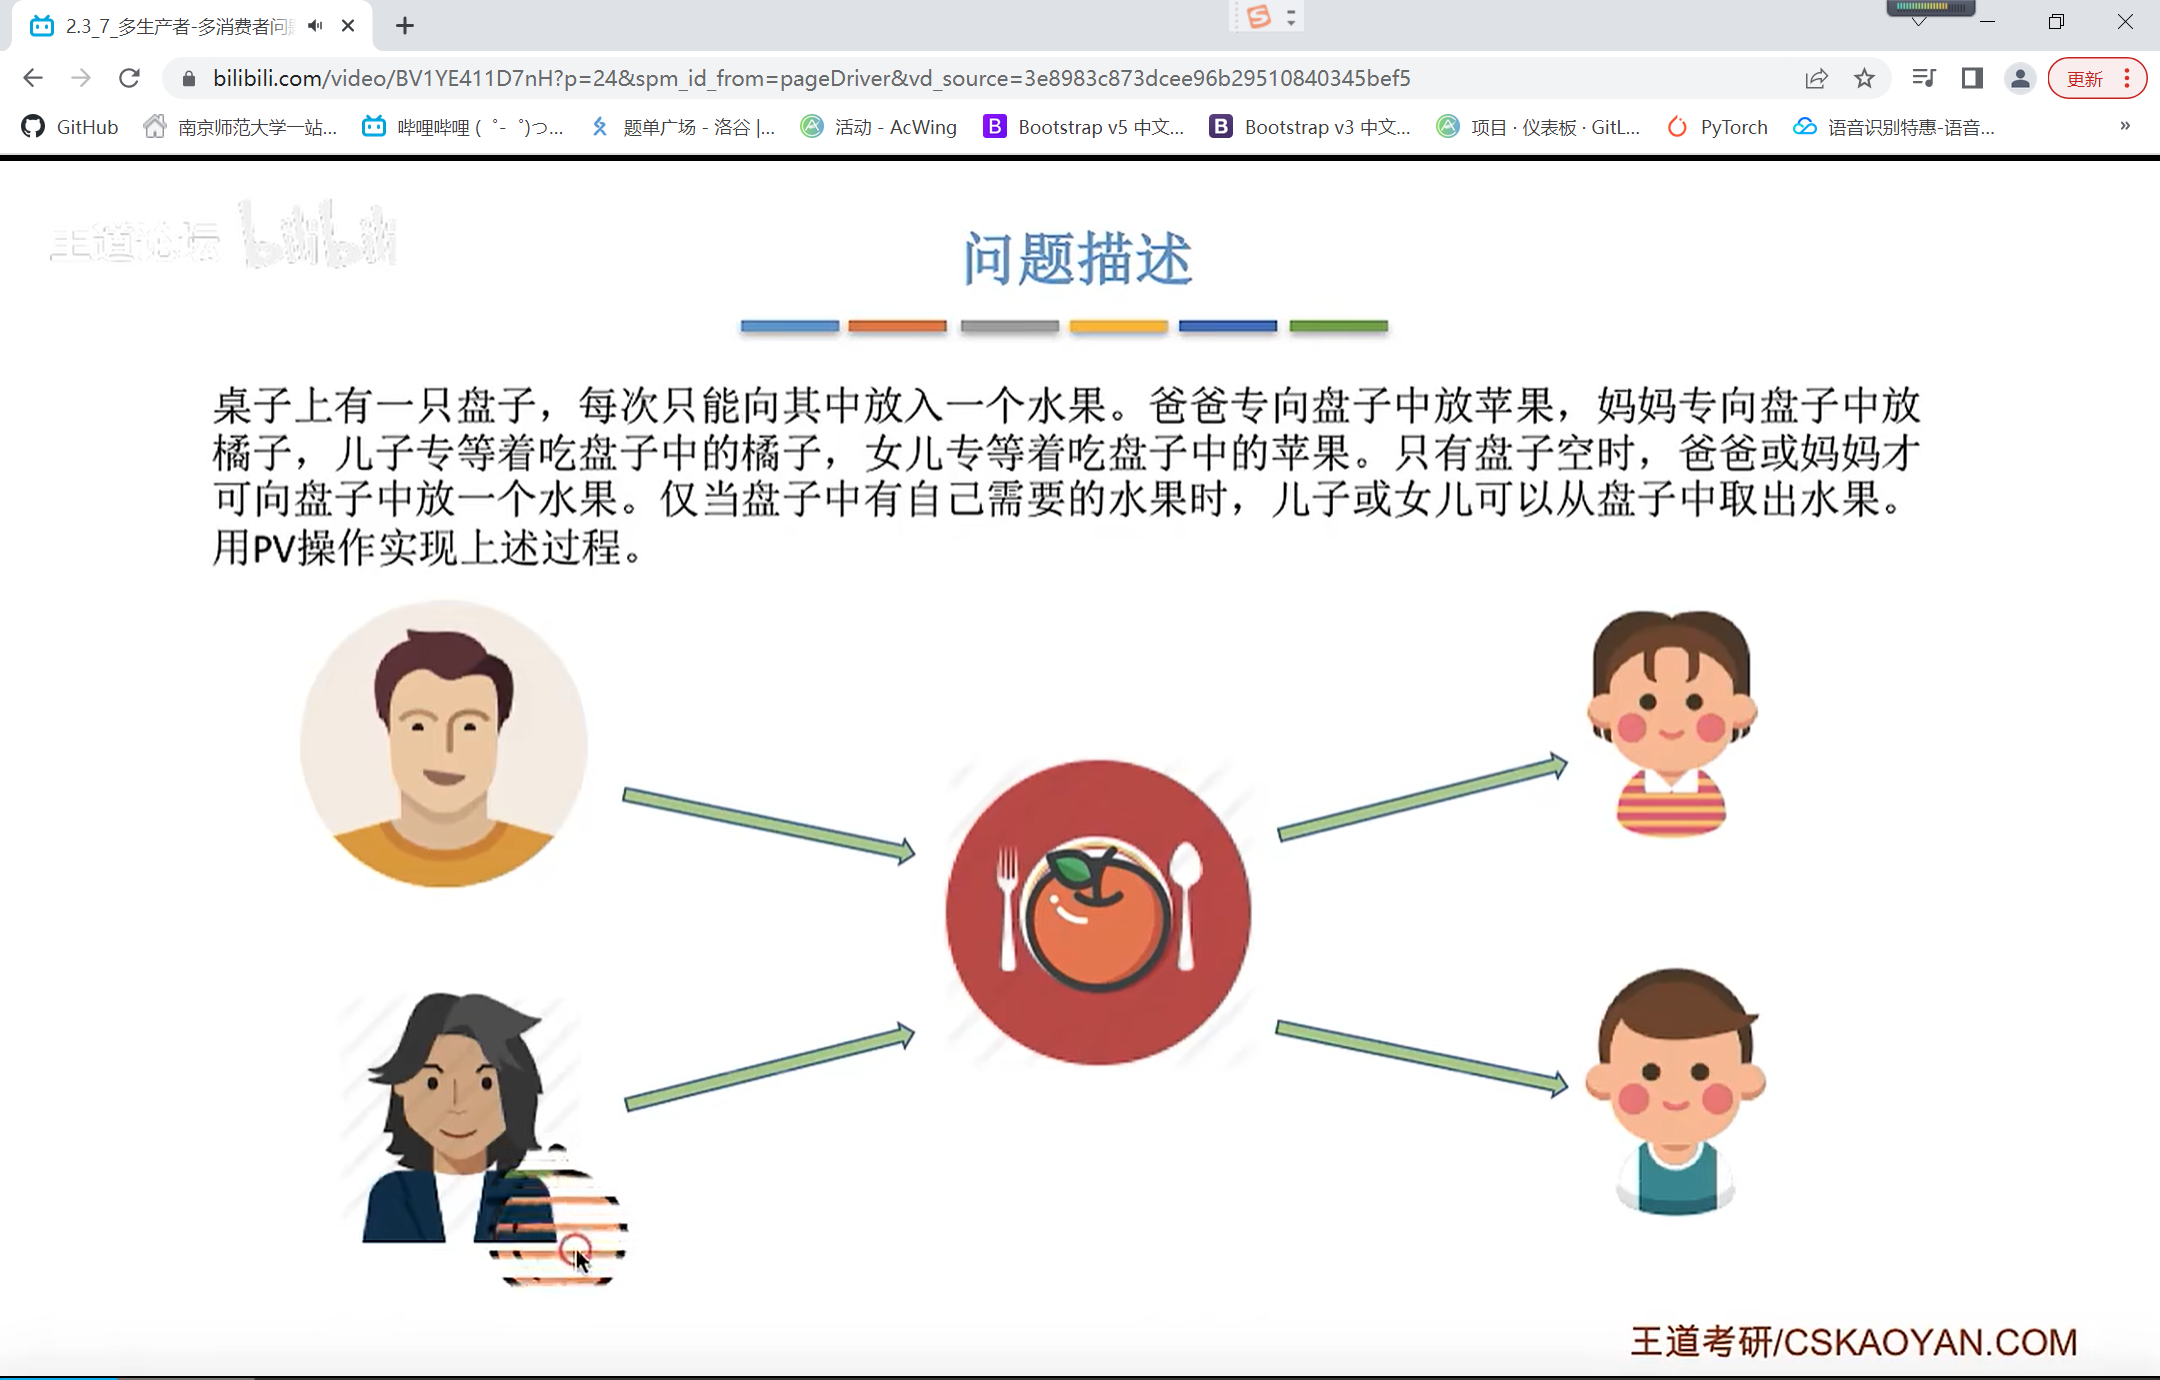 2.3_7_多生产者-多消费者问
bilibili.com/video/BV1YE411D7nH?p=24&spm_id_from=pageDriver&vd_source=3e8983c873dcee96b29510840345bef5
更新
GitHub
南京师范大学一站...
哔哩哔哩 (゜-゜)つ...
题单广场 - 洛谷 |...
活动 - AcWing
Bootstrap v5 中文...
Bootstrap v3 中文...
项目 · 仪表板 · GitL...
PyTorch
语音识别特惠-语音...
»
王道论坛 bilibili
问题描述
桌子上有一只盘子，每次只能向其中放入一个水果。爸爸专向盘子中放苹果，妈妈专向盘子中放
橘子，儿子专等着吃盘子中的橘子，女儿专等着吃盘子中的苹果。只有盘子空时，爸爸或妈妈才
可向盘子中放一个水果。仅当盘子中有自己需要的水果时，儿子或女儿可以从盘子中取出水果。
用PV操作实现上述过程。
王道考研/CSKAOYAN.COM